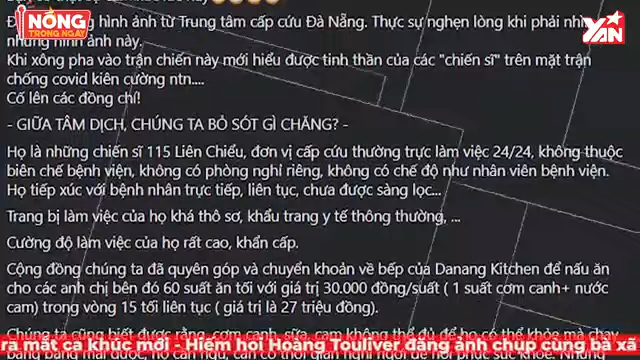 NÓNG
TRONG NGÀY
YAN
hình ảnh từ Trung tâm cấp cứu Đà Nẵng. Thực sự nghẹn lòng khi phải
những hình ảnh này.
Khi xông pha vào trận chiến này mới hiểu được tinh thần của các "chiến sĩ" trên mặt trận
chống covid kiên cường ntn....
Cố lên các đồng chí!
- GIỮA TÂM DỊCH, CHÚNG TA BỎ SÓT GÌ CHĂNG? -
Họ là những chiến sĩ 115 Liên Chiểu, đơn vị cấp cứu thường trực làm việc 24/24, không thuộc
biên chế bệnh viện, không có phòng nghỉ riêng, không có chế độ như nhân viên bệnh viện.
Họ tiếp xúc với bệnh nhân trực tiếp, liên tục, chưa được sàng lọc...
Trang bị làm việc của họ khá thô sơ, khẩu trang y tế thông thường, ...
Cường độ làm việc của họ rất cao, khẩn cấp.
Cộng đồng chúng ta đã quyên góp và chuyển khoản về bếp của Danang Kitchen để nấu ăn
cho các anh chị bên đó 60 suất ăn tối với giá trị 30.000 đồng/suất ( 1 suất cơm canh+ nước
cam) trong vòng 15 tối liên tục ( giá trị là 27 triệu đồng).
Chúng ta cũng biết được rằng, cơm canh, sữa, cam không thể đủ để họ có thể khỏe mà chạy
ra mắt ca khúc mới - Hiếm hoi Hoàng Touliver đăng ảnh chụp cùng bà xã